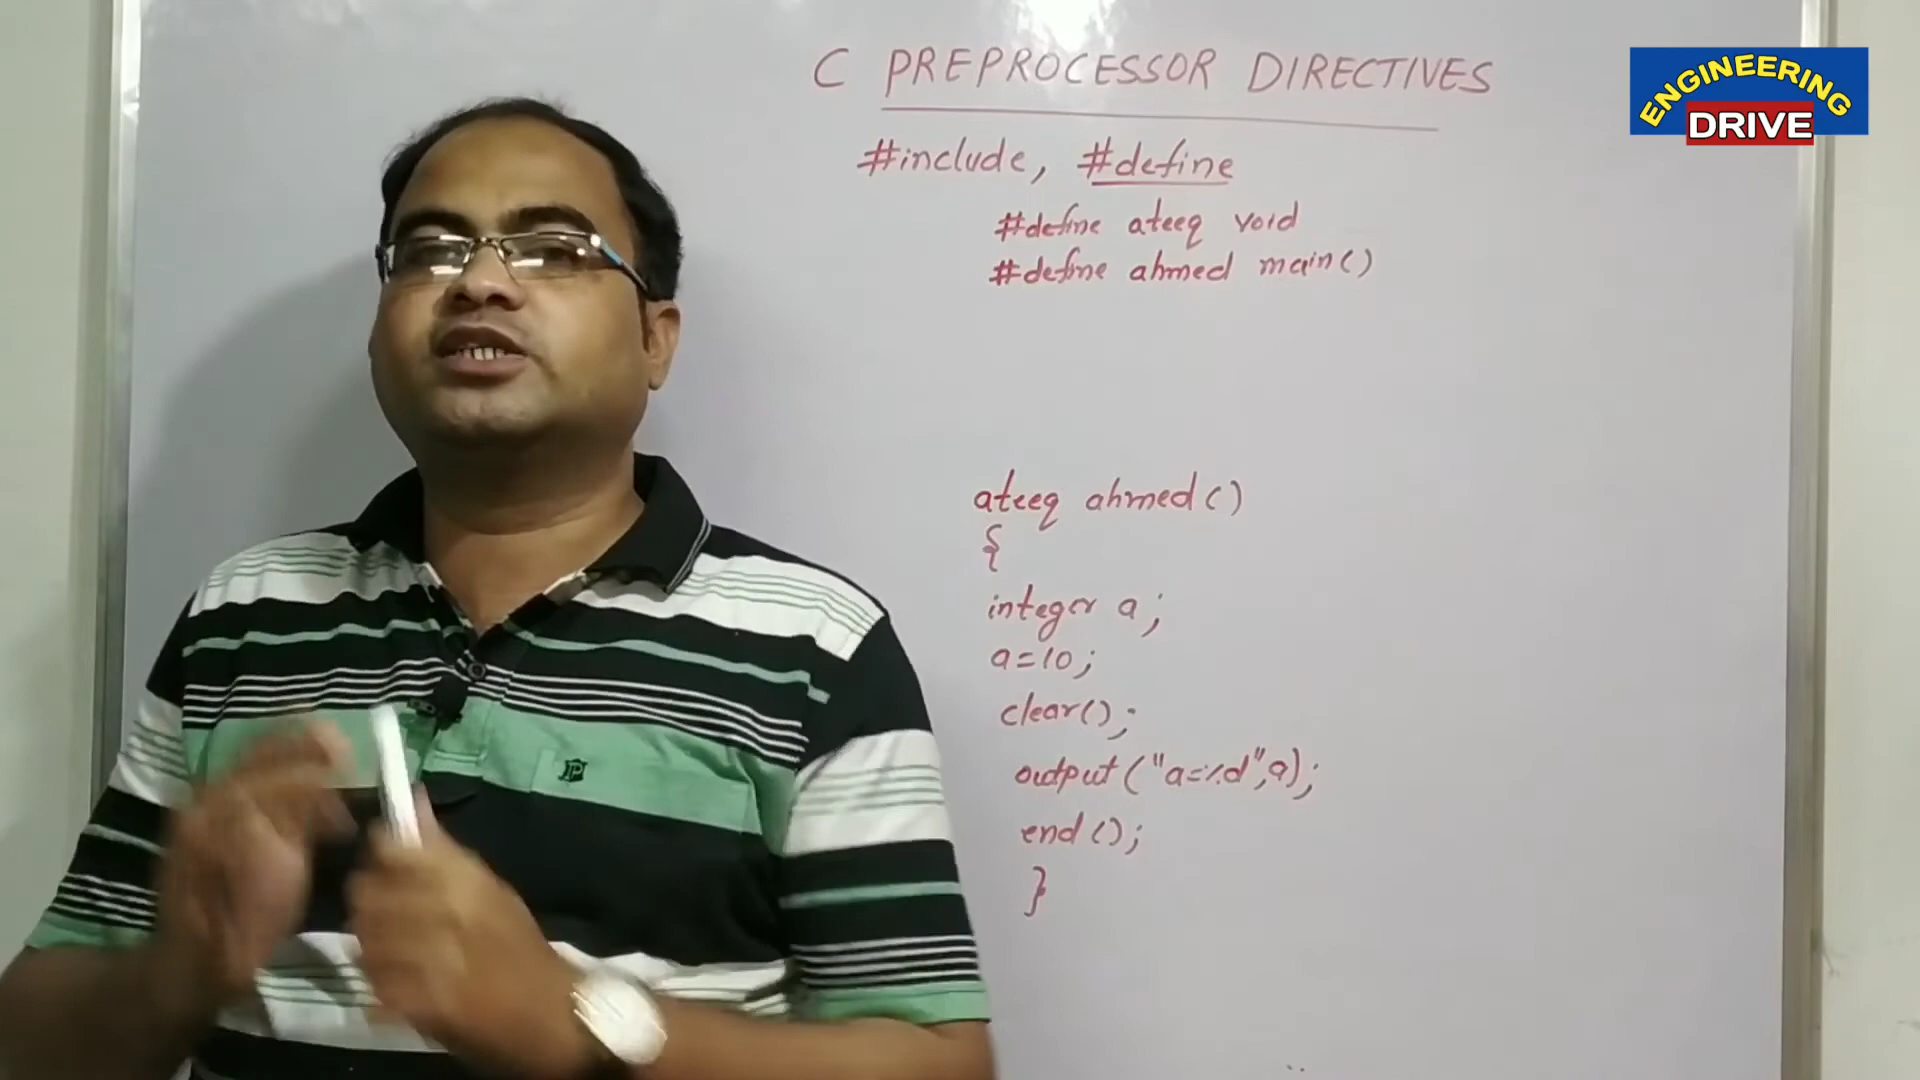 C PREPROCESSOR DIRECTIVES
ENGINEERING
DRIVE
#include, #define
#define ateeq void
#define ahmed main()
ateeq ahmed()
{
integer a;
a=10;
clear();
output("a=%d",a);
end();
}